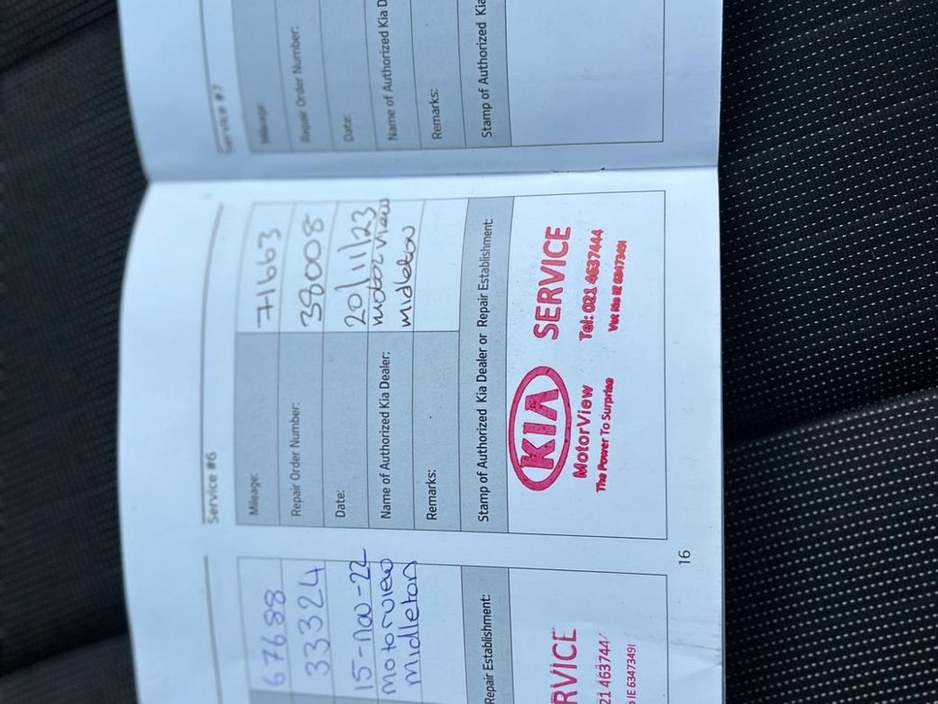 67688
33324
15-Nov-22
Motorview
Midleton
Repair Establishment:
RVICE
21 463744
IE 6347349I
Service #6
Mileage: 71663
Repair Order Number: 38008
Date: 20/11/23
Name of Authorized Kia Dealer: Motorview
Midleton
Remarks:
Stamp of Authorized Kia Dealer or Repair Establishment:
KIA SERVICE
MotorView Tel: 021 4637444
The Power To Surprise Vat No IE 6347349I
16
Service #7
Mileage:
Repair Order Number:
Date:
Name of Authorized Kia D
Remarks:
Stamp of Authorized Kia